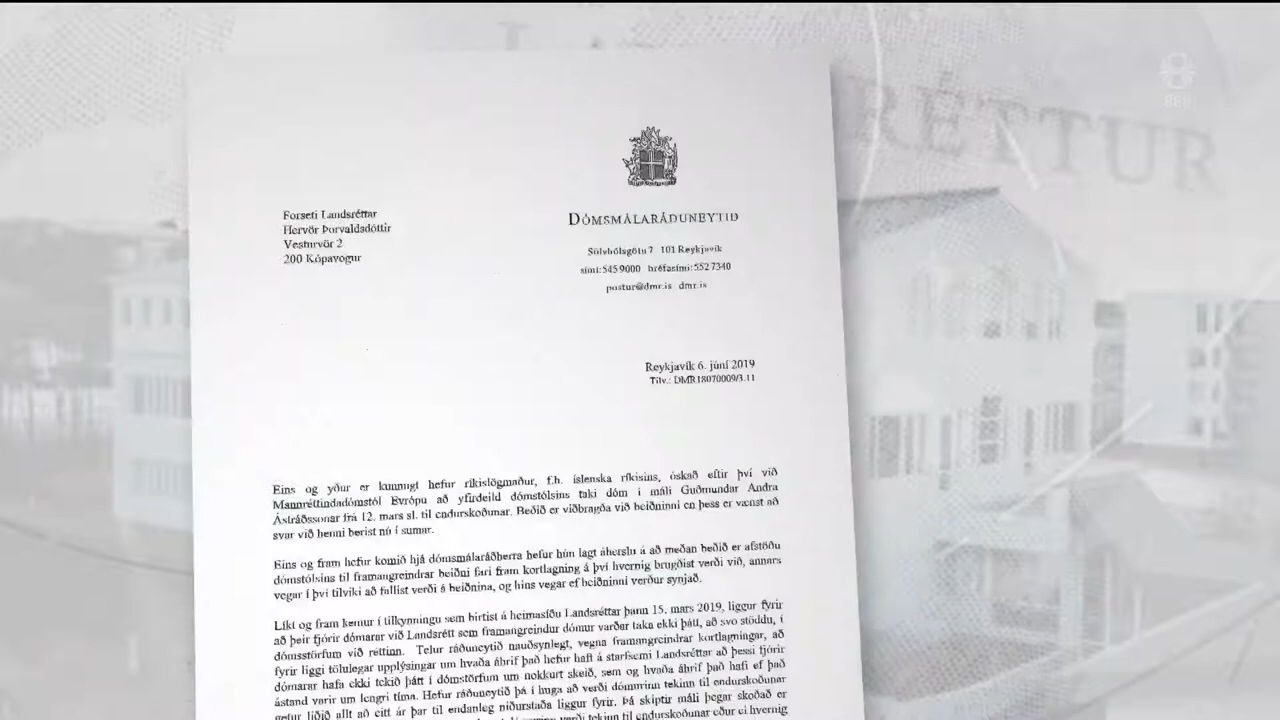 RÉTTUR
Forseti Landsréttar
Hervör Þorvaldsdóttir
Vesturvör 2
200 Kópavogur
DÓMSMÁLARÁÐUNEYTIÐ
Sölvhólsgötu 7 101 Reykjavík
sími: 545 9000 bréfasími: 552 7340
postur@dmr.is dmr.is
Reykjavík 6. júní 2019
Tilv.: DMR18070009/3.11
Eins og yður er kunnugt hefur ríkislögmaður, f.h. íslenska ríkisins, óskað eftir því við
Mannréttindadómstól Evrópu að yfirdeild dómstólsins taki dóm í máli Guðmundar Andra
Ástráðssonar frá 12. mars sl. til endurskoðunar. Beðið er viðbragða við beiðninni en þess er vænst að
svar við henni berist nú í sumar.
Eins og fram hefur komið hjá dómsmálaráðherra hefur hún lagt áherslu á að meðan beðið er afstöðu
dómstólsins til framangreindrar beiðni fari fram kortlagning á því hvernig brugðist verði við, annars
vegar í því tilviki að fallist verði á beiðnina, og hins vegar ef beiðninni verður synjað.
Líkt og fram kemur í tilkynningu sem birtist á heimasíðu Landsréttar þann 15. mars 2019, liggur fyrir
að þeir fjórir dómarar við Landsrétt sem framangreindur dómur varðar taka ekki þátt, að svo stöddu, í
dómsstörfum við réttinn. Telur ráðuneytið nauðsynlegt, vegna framangreindrar kortlagningar, að
fyrir liggi tölulegar upplýsingar um hvaða áhrif það hefur haft á starfsemi Landsréttar að þessi fjórir
dómarar hafa ekki tekið þátt í dómstörfum um nokkurt skeið, sem og hvaða áhrif það hafi ef það
ástand varir um lengri tíma. Hefur ráðuneytið þá í huga að verði dómurinn tekinn til endurskoðunar
getur liðið allt að eitt ár þar til endanleg niðurstaða liggur fyrir. Þá skiptir máli þegar skoðað er
verði tekinn til endurskoðunar eður ei hvernig